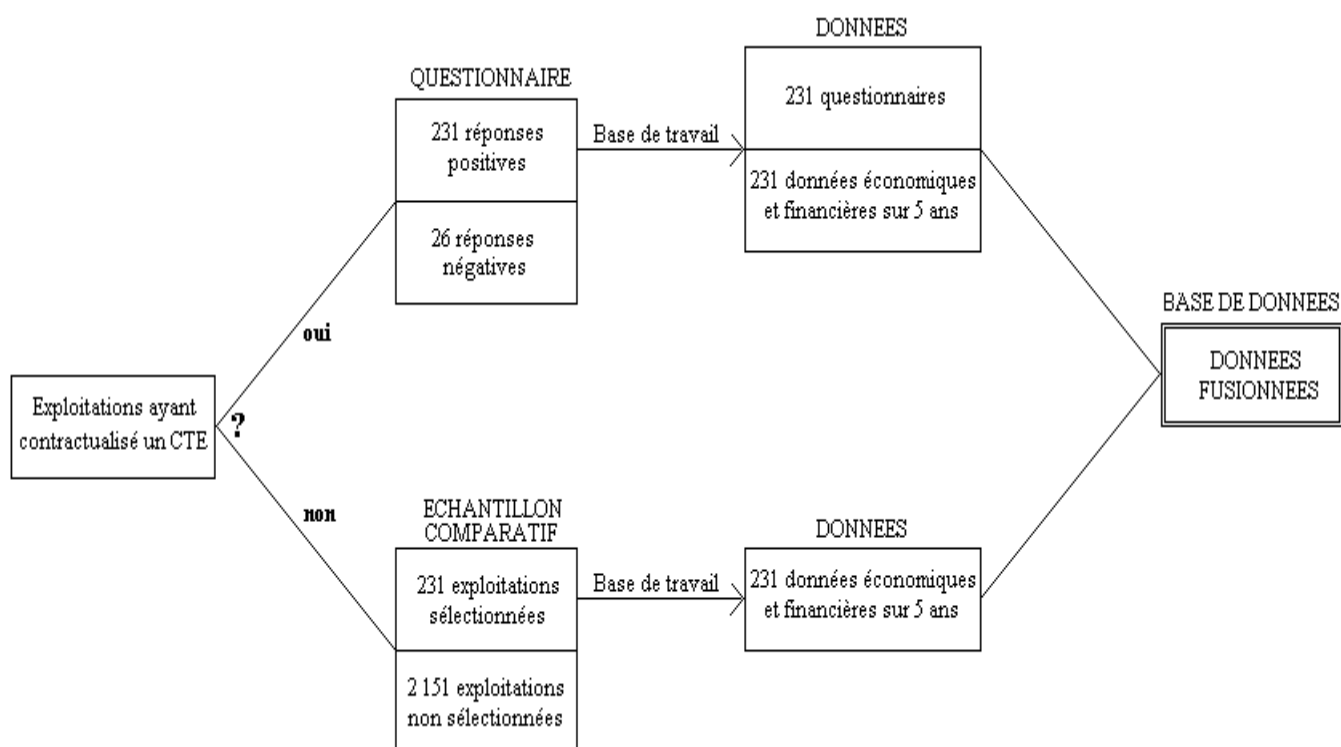 Exploitations ayant
contractualisé un CTE
?
oui
non
QUESTIONNAIRE
231 réponses
positives
26 réponses
négatives
Base de travail
DONNEES
231 questionnaires
231 données économiques
et financières sur 5 ans
ECHANTILLON
COMPARATIF
231 exploitations
sélectionnées
2 151 exploitations
non sélectionnées
Base de travail
DONNEES
231 données économiques
et financières sur 5 ans
BASE DE DONNEES
DONNEES
FUSIONNEES